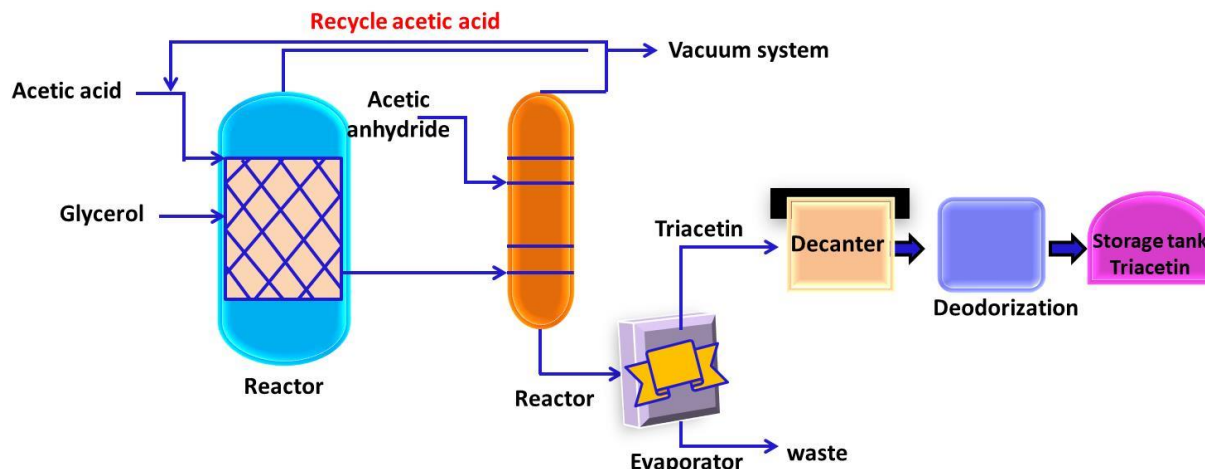 Recycle acetic acid
Vacuum system
Acetic acid
Acetic
anhydride
Glycerol
Triacetin
Decanter
Storage tank
Triacetin
Deodorization
Reactor
Reactor
Evaporator
waste